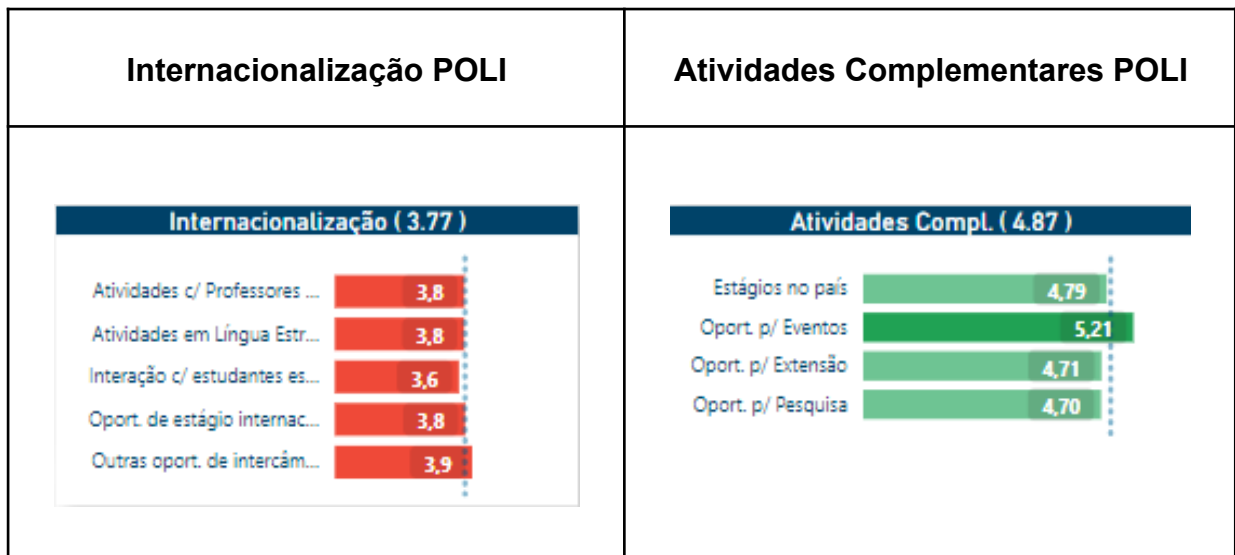 Internacionalização POLI
Atividades Complementares POLI
Internacionalização ( 3.77 )
Atividades c/ Professores ... 3,8
Atividades em Língua Estr... 3,8
Interação c/ estudantes es... 3,6
Oport. de estágio internac... 3,8
Outras oport. de intercâm... 3,9
Atividades Compl. ( 4.87 )
Estágios no país 4,79
Oport. p/ Eventos 5,21
Oport. p/ Extensão 4,71
Oport. p/ Pesquisa 4,70